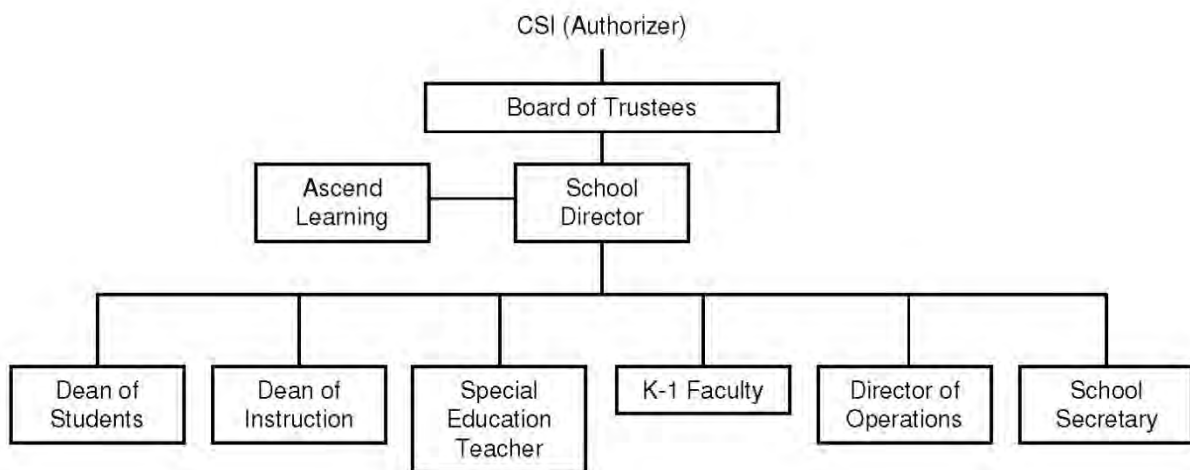 CSI (Authorizer)
Board of Trustees
Ascend
Learning
School
Director
Dean of
Students
Dean of
Instruction
Special
Education
Teacher
K-1 Faculty
Director of
Operations
School
Secretary